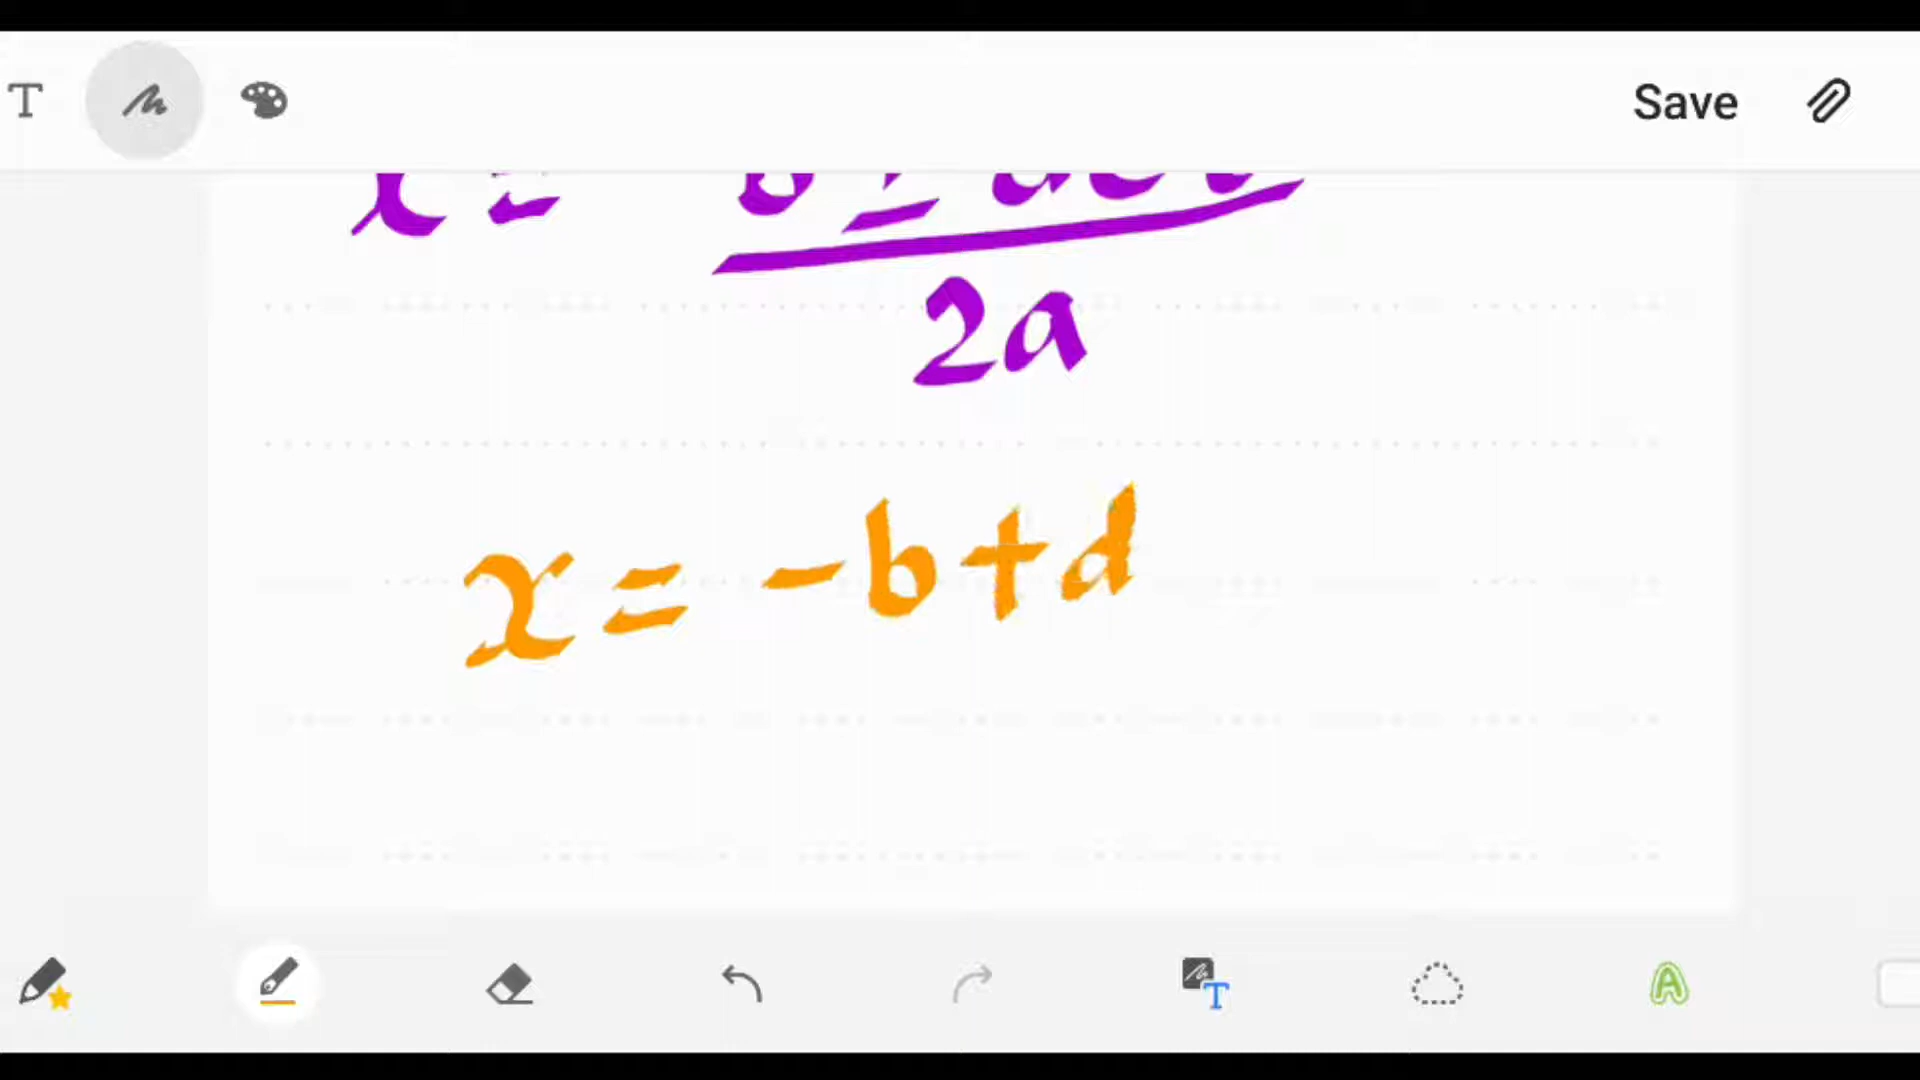 T Save
x =
2a
x = -b+d